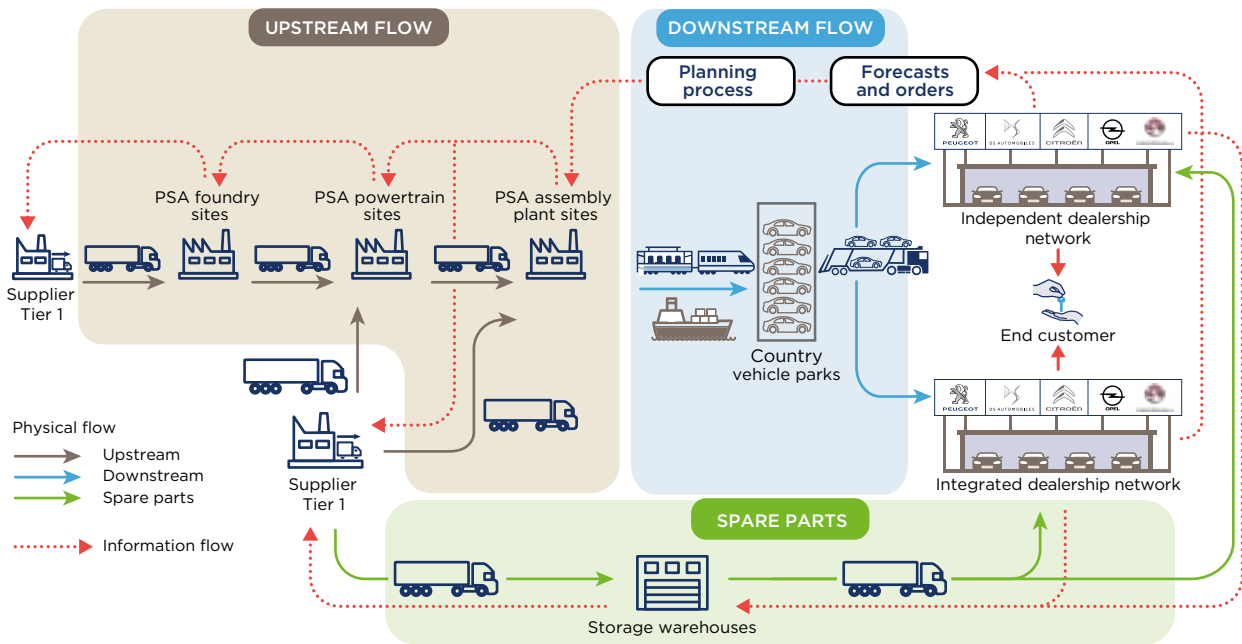 UPSTREAM FLOW
DOWNSTREAM FLOW
Planning
process
Forecasts
and orders
PEUGEOT
DS AUTOMOBILES
CITROËN
OPEL
PSA foundry
sites
PSA powertrain
sites
PSA assembly
plant sites
Independent dealership
network
Supplier
Tier 1
End customer
Country
vehicle parks
PEUGEOT
DS AUTOMOBILES
CITROËN
OPEL
Physical flow
Upstream
Downstream
Spare parts
Information flow
Supplier
Tier 1
Integrated dealership network
SPARE PARTS
Storage warehouses